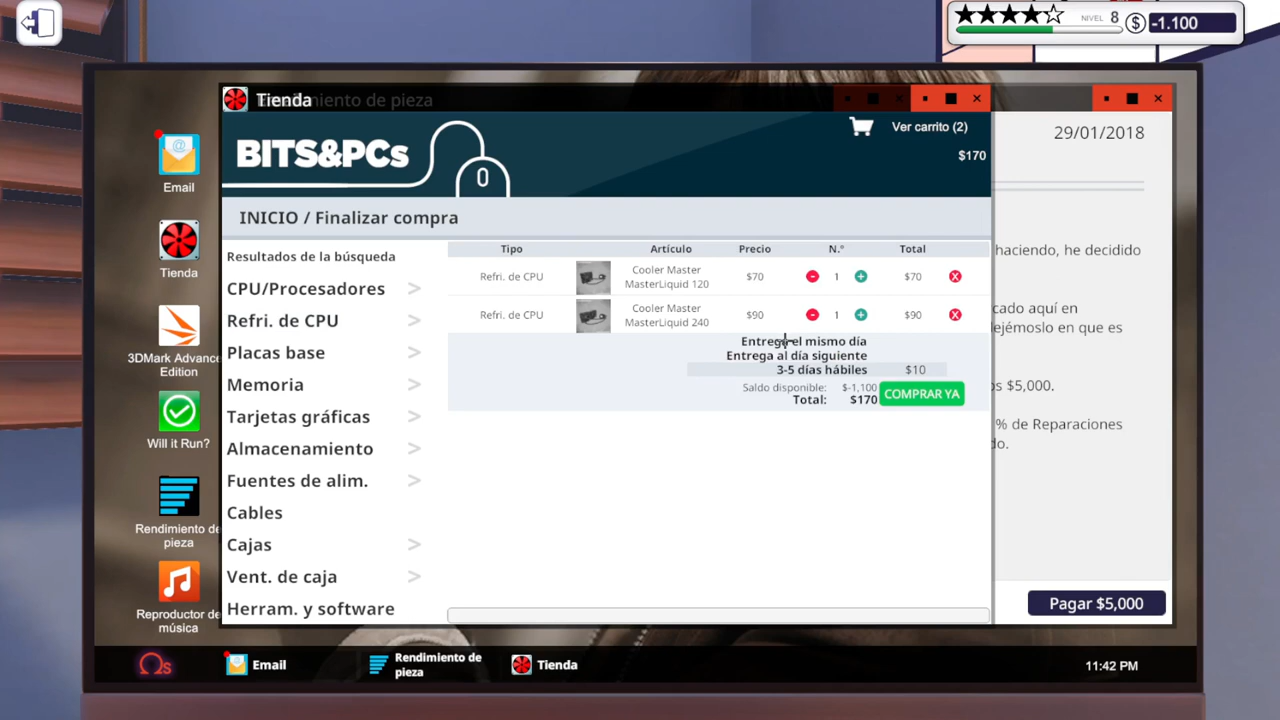 NIVEL 8
$ -1.100
Tienda
Rendimiento de pieza
29/01/2018
BITS&PCs
Ver carrito (2)
$170
INICIO / Finalizar compra
Resultados de la búsqueda
CPU/Procesadores >
Refri. de CPU >
Placas base >
Memoria >
Tarjetas gráficas >
Almacenamiento >
Fuentes de alim. >
Cables
Cajas >
Vent. de caja >
Herram. y software
Tipo Artículo Precio N.º Total
Refri. de CPU Cooler Master MasterLiquid 120 $70 1 $70
Refri. de CPU Cooler Master MasterLiquid 240 $90 1 $90
Entrega el mismo día
Entrega al día siguiente
3-5 días hábiles $10
Saldo disponible: $-1,100
Total: $170
COMPRAR YA
haciendo, he decidido
cado aquí en
dejémoslo en que es
os $5,000.
% de Reparaciones
do.
Pagar $5,000
Email
Tienda
3DMark Advance
Edition
Will it Run?
Rendimiento de
pieza
Reproductor de
música
Ωs
Email
Rendimiento de
pieza
Tienda
11:42 PM